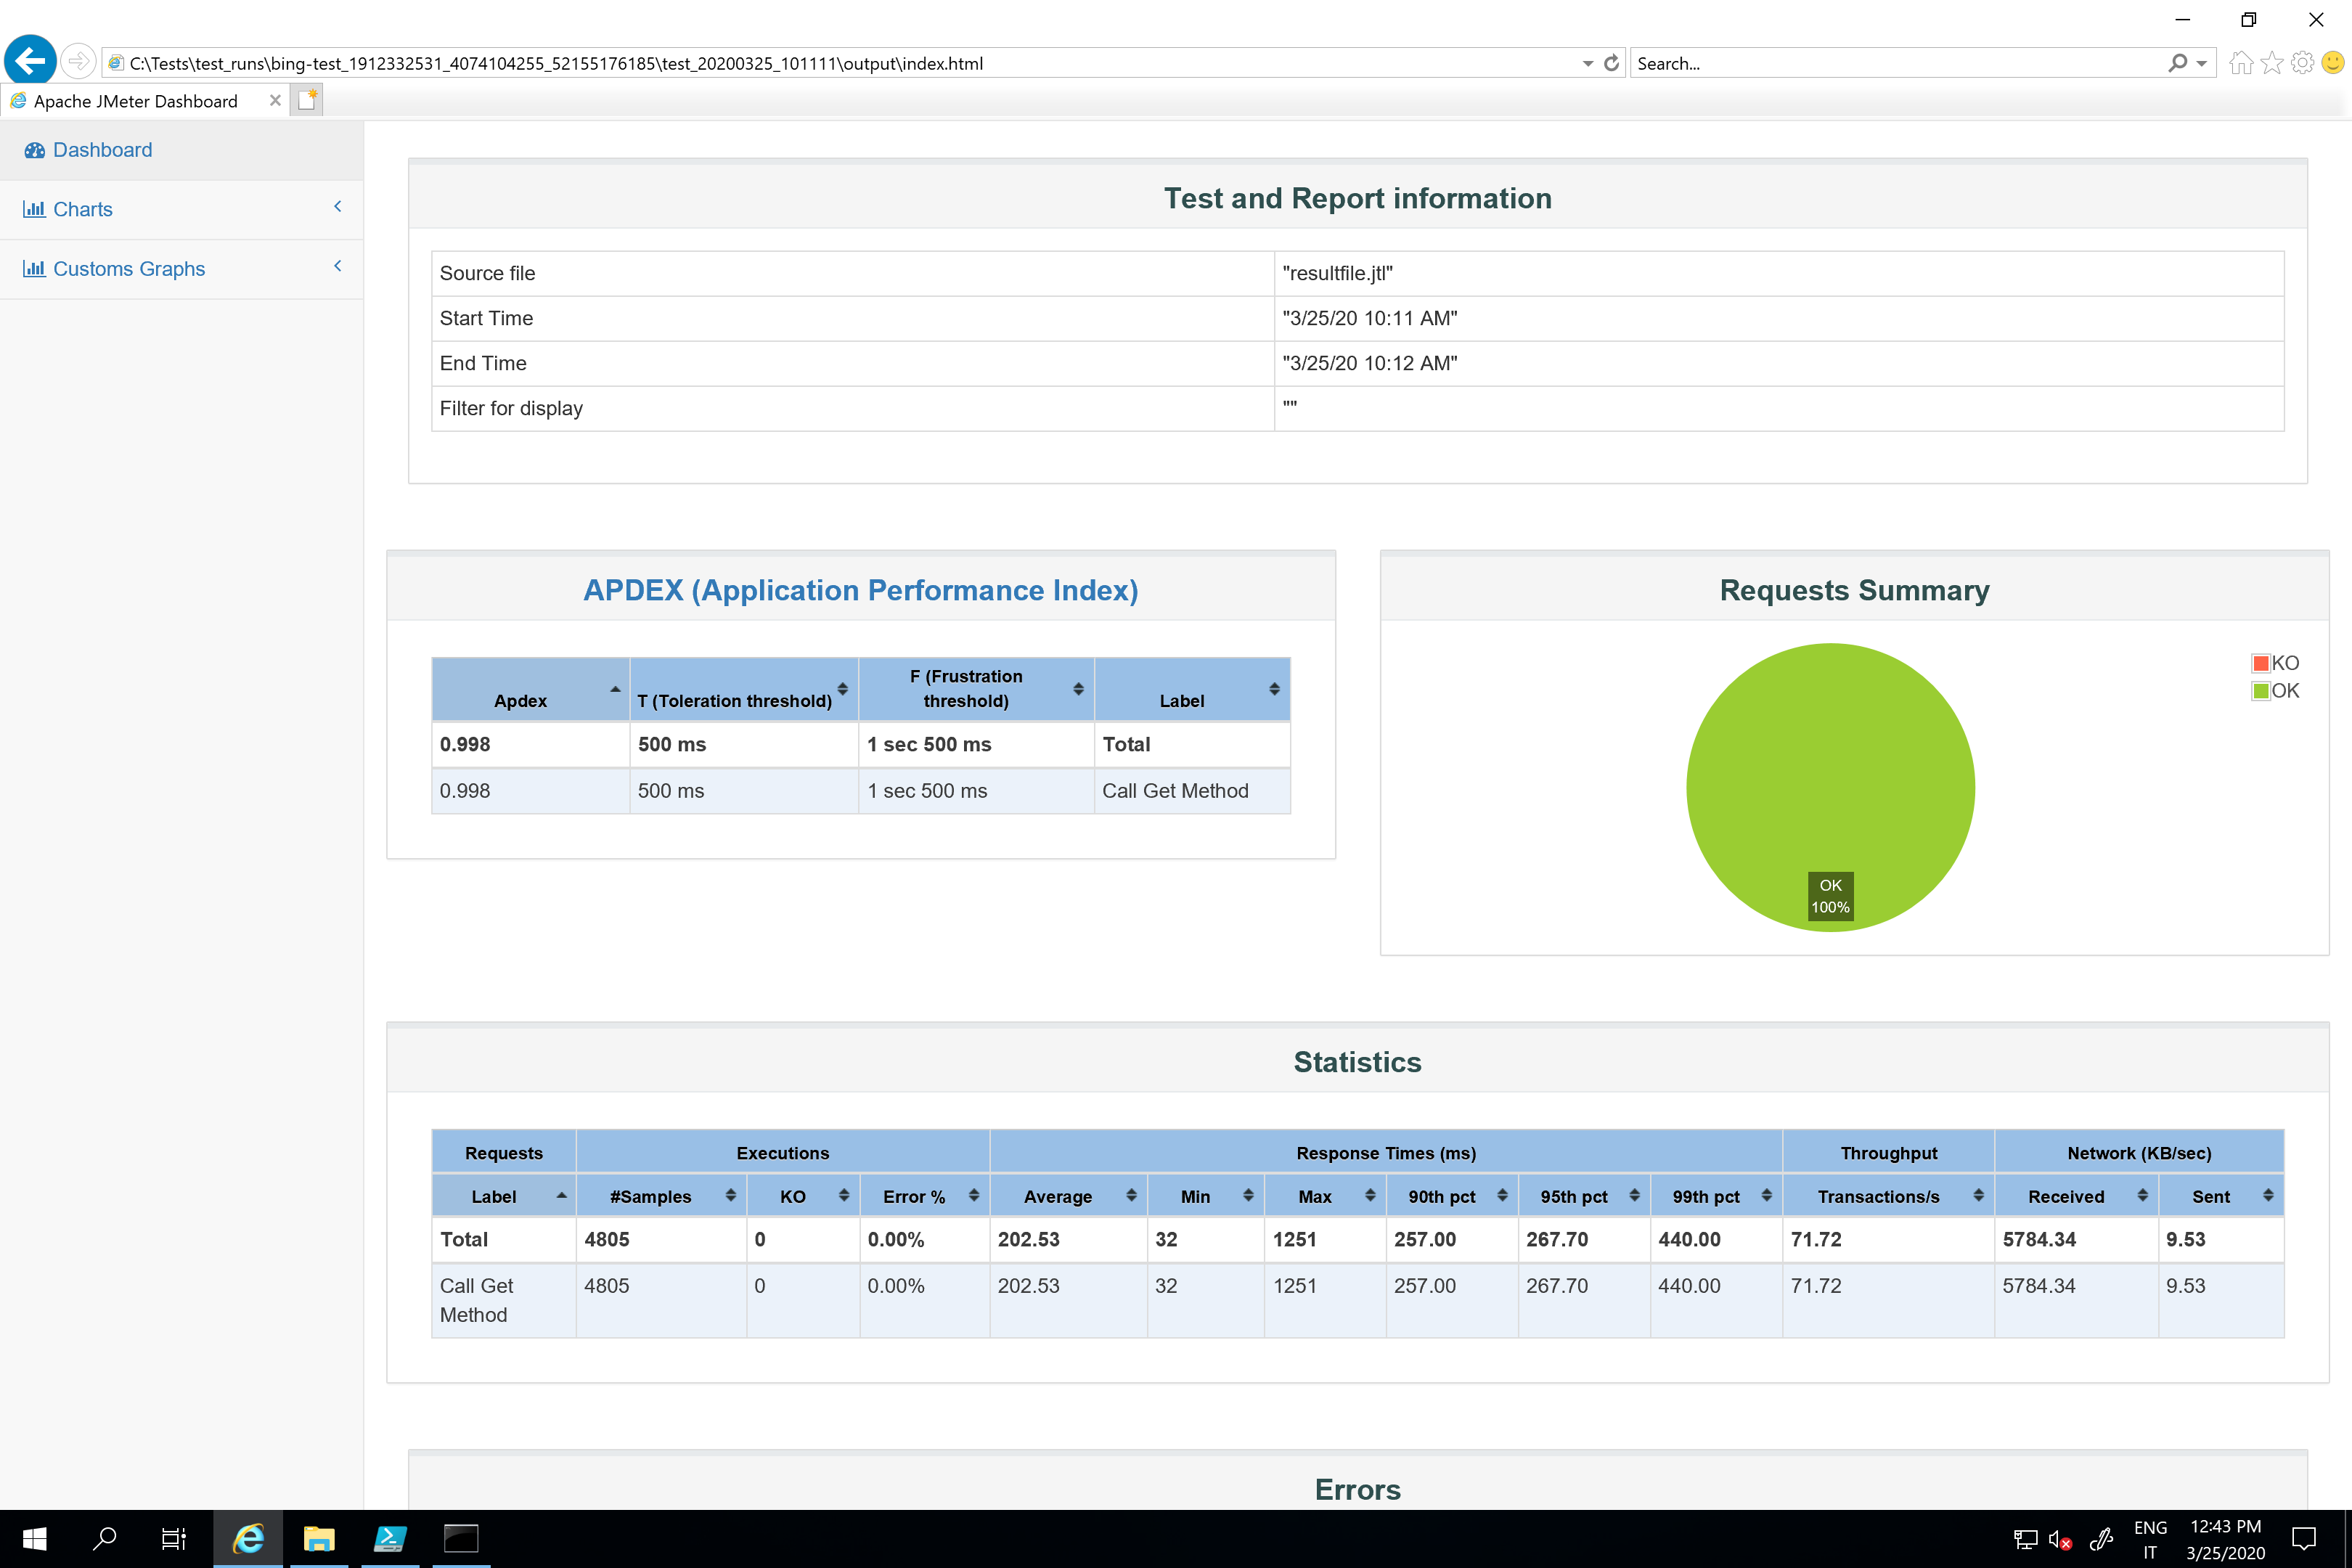 C:\Tests\test_runs\bing-test_1912332531_4074104255_52155176185\test_20200325_101111\output\index.html
Search...
Apache JMeter Dashboard
Dashboard
Charts
Customs Graphs
Test and Report information
Source file "resultfile.jtl"
Start Time "3/25/20 10:11 AM"
End Time "3/25/20 10:12 AM"
Filter for display ""
APDEX (Application Performance Index)
Apdex T (Toleration threshold) F (Frustration threshold) Label
0.998 500 ms 1 sec 500 ms Total
0.998 500 ms 1 sec 500 ms Call Get Method
Requests Summary
KO
OK
OK
100%
Statistics
Requests Executions Response Times (ms) Throughput Network (KB/sec)
Label #Samples KO Error % Average Min Max 90th pct 95th pct 99th pct Transactions/s Received Sent
Total 4805 0 0.00% 202.53 32 1251 257.00 267.70 440.00 71.72 5784.34 9.53
Call Get Method 4805 0 0.00% 202.53 32 1251 257.00 267.70 440.00 71.72 5784.34 9.53
Errors
ENG
IT
12:43 PM
3/25/2020